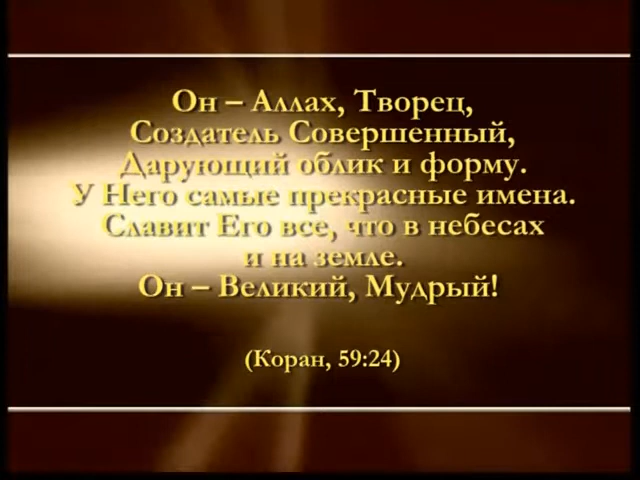 Он – Аллах, Творец,
Создатель Совершенный,
Дарующий облик и форму.
У Него самые прекрасные имена.
Славит Его все, что в небесах
и на земле.
Он – Великий, Мудрый!
(Коран, 59:24)